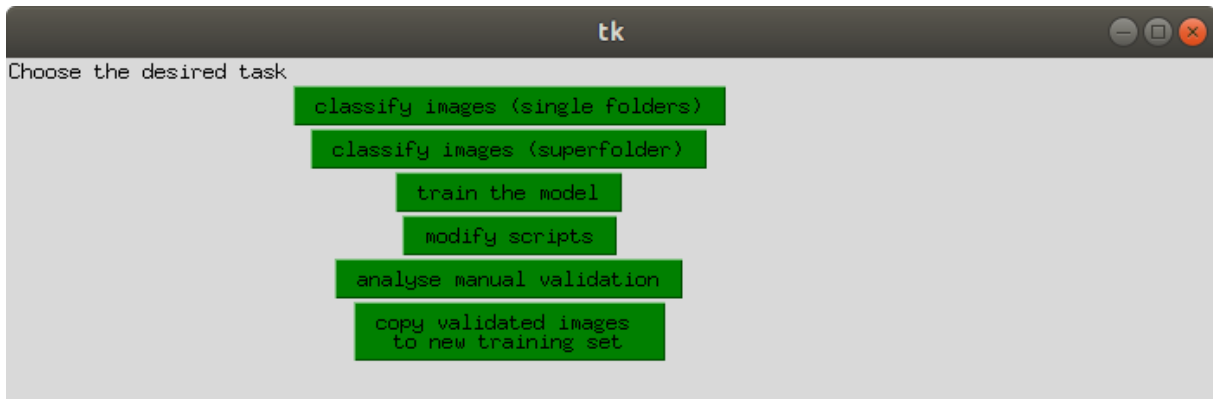 tk
Choose the desired task
classify images (single folders)
classify images (superfolder)
train the model
modify scripts
analyse manual validation
copy validated images
to new training set